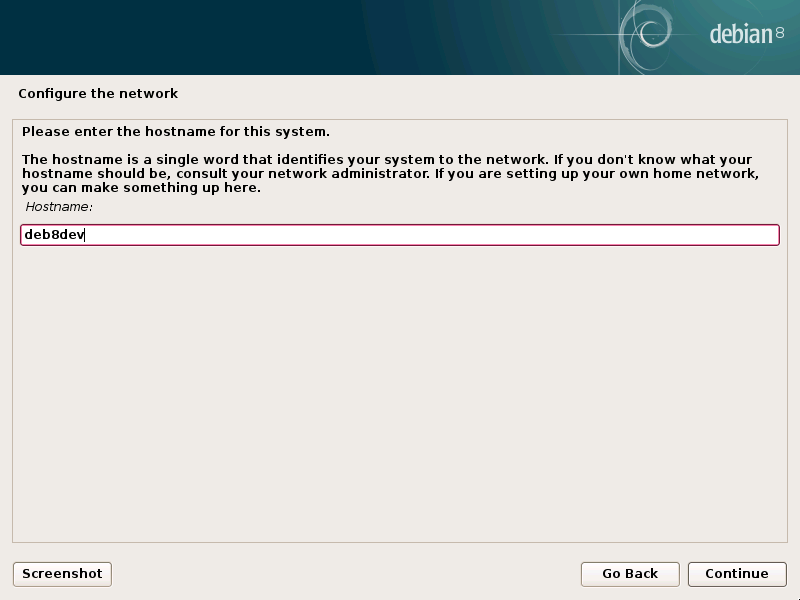 debian 8
Configure the network
Please enter the hostname for this system.
The hostname is a single word that identifies your system to the network. If you don't know what your
hostname should be, consult your network administrator. If you are setting up your own home network,
you can make something up here.
Hostname:
deb8dev
Screenshot
Go Back
Continue